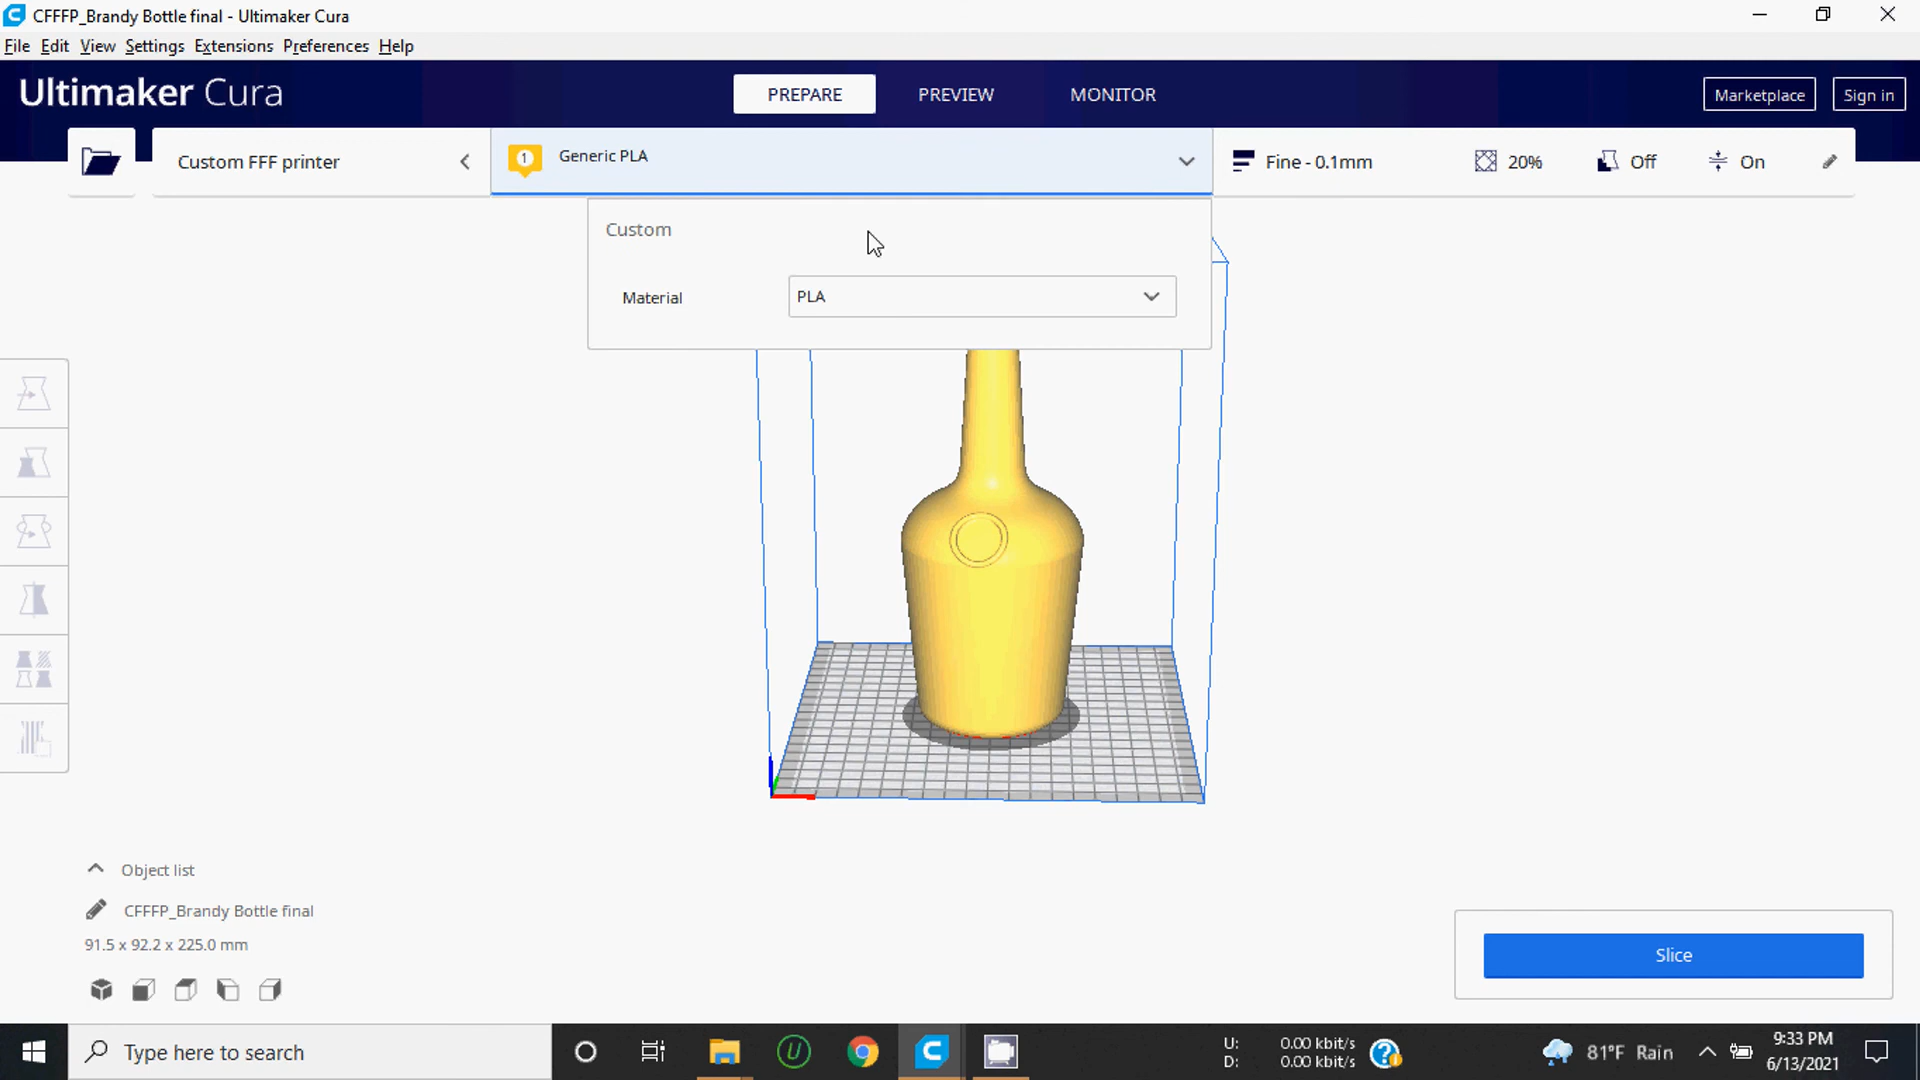 CFFFP_Brandy Bottle final - Ultimaker Cura
File Edit View Settings Extensions Preferences Help
Ultimaker Cura
PREPARE PREVIEW MONITOR
Marketplace Sign in
Custom FFF printer
1 Generic PLA
Fine - 0.1mm 20% Off On
Custom
Material PLA
Object list
CFFFP_Brandy Bottle final
91.5 x 92.2 x 225.0 mm
Slice
Type here to search
U: 0.00 kbit/s
D: 0.00 kbit/s
81°F Rain
9:33 PM
6/13/2021